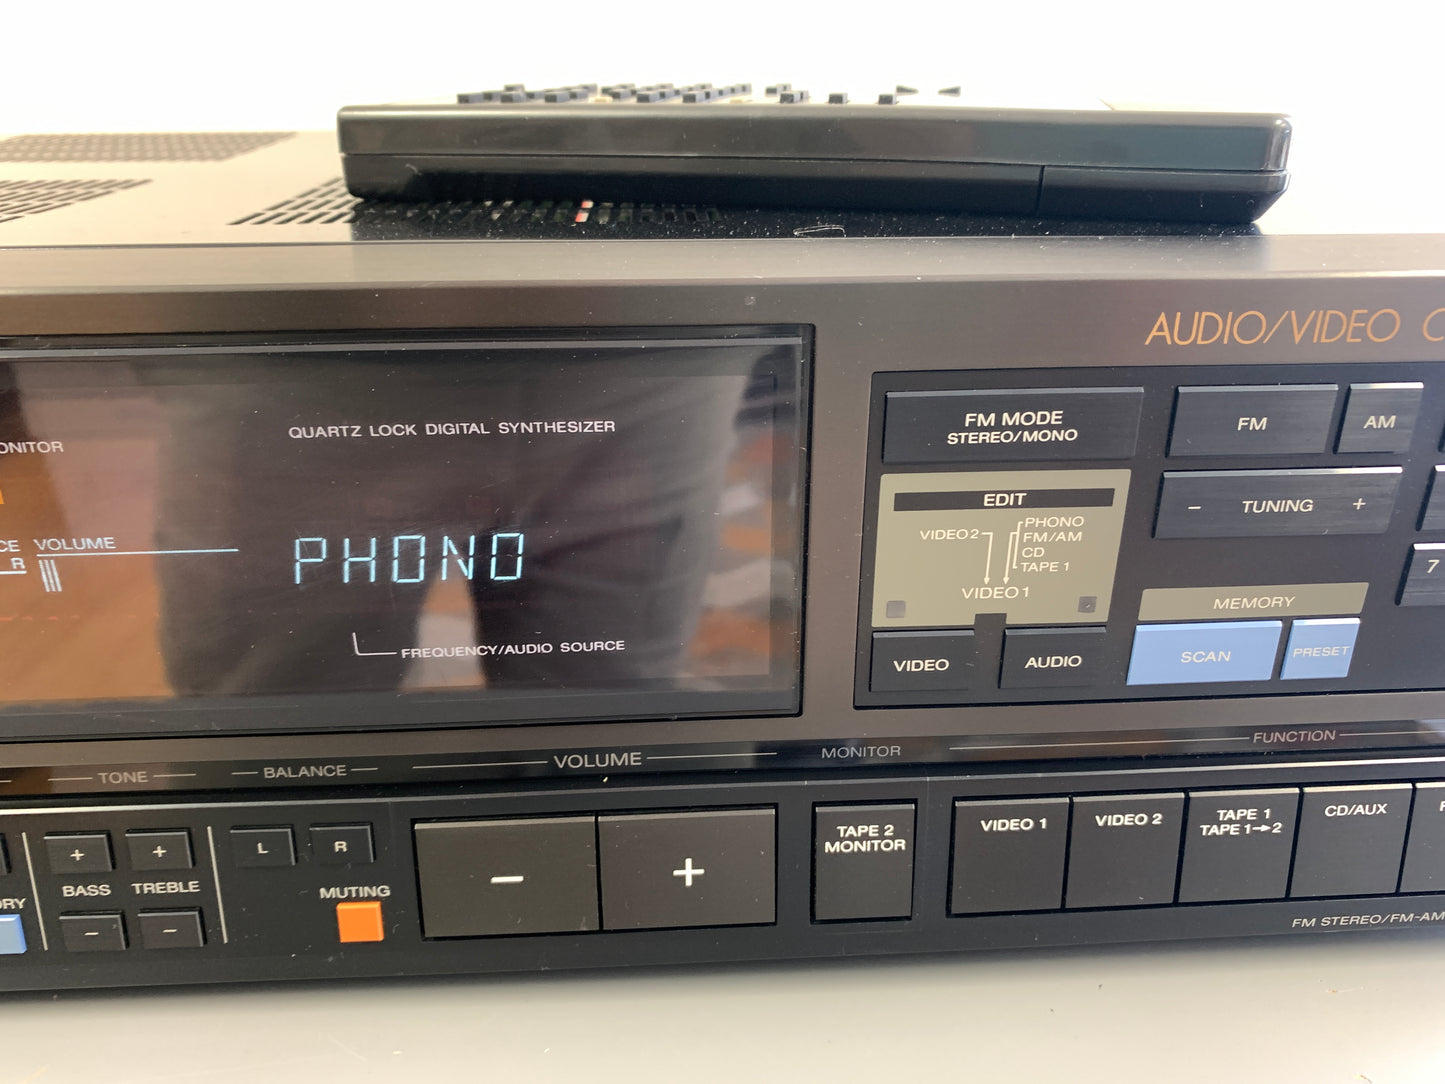 AUDIO/VIDEO
QUARTZ LOCK DIGITAL SYNTHESIZER
VOLUME
R
PHONO
FREQUENCY/AUDIO SOURCE
FM MODE
STEREO/MONO
FM
AM
EDIT
VIDEO 2
PHONO
FM/AM
CD
TAPE 1
VIDEO 1
− TUNING +
7
MEMORY
VIDEO
AUDIO
SCAN
PRESET
TONE
BALANCE
VOLUME
MONITOR
FUNCTION
+
+
BASS
TREBLE
−
−
L
R
MUTING
−
+
TAPE 2
MONITOR
VIDEO 1
VIDEO 2
TAPE 1
TAPE 1→2
CD/AUX
FM STEREO/FM-AM